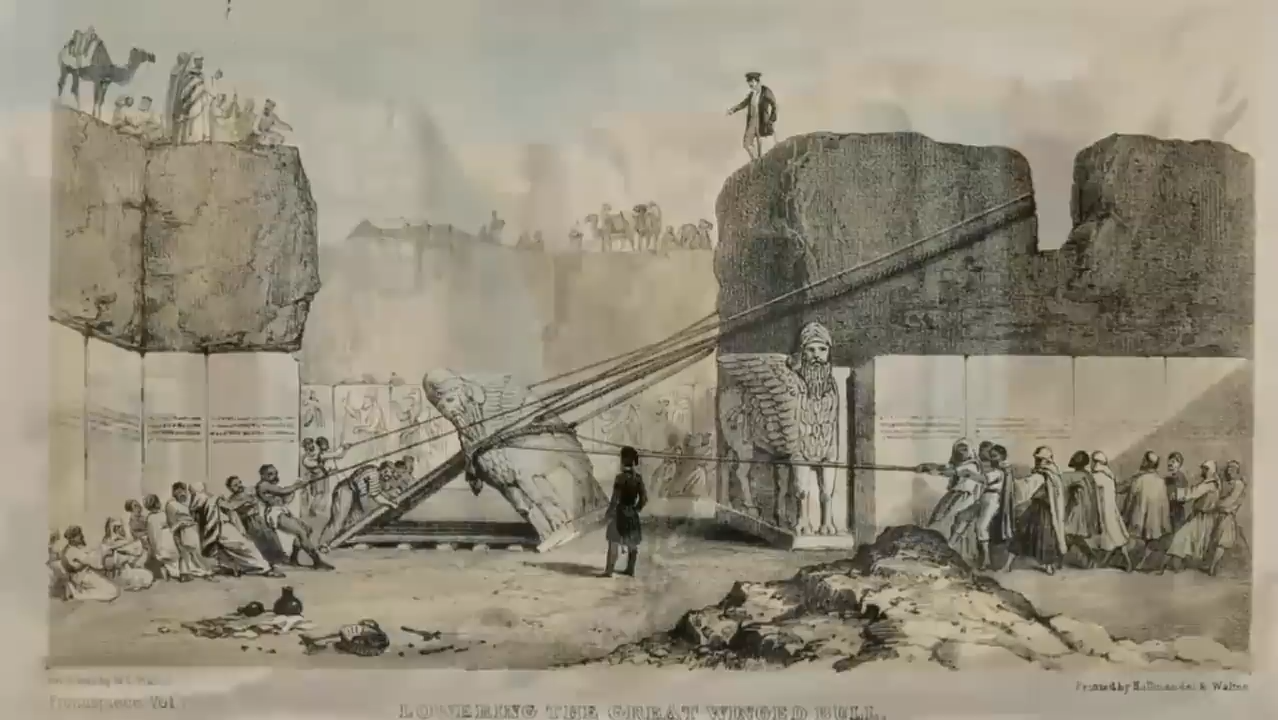 Printed by Hullmandel & Walton
Frontispiece. Vol.
LOWERING THE GREAT WINGED BULL.